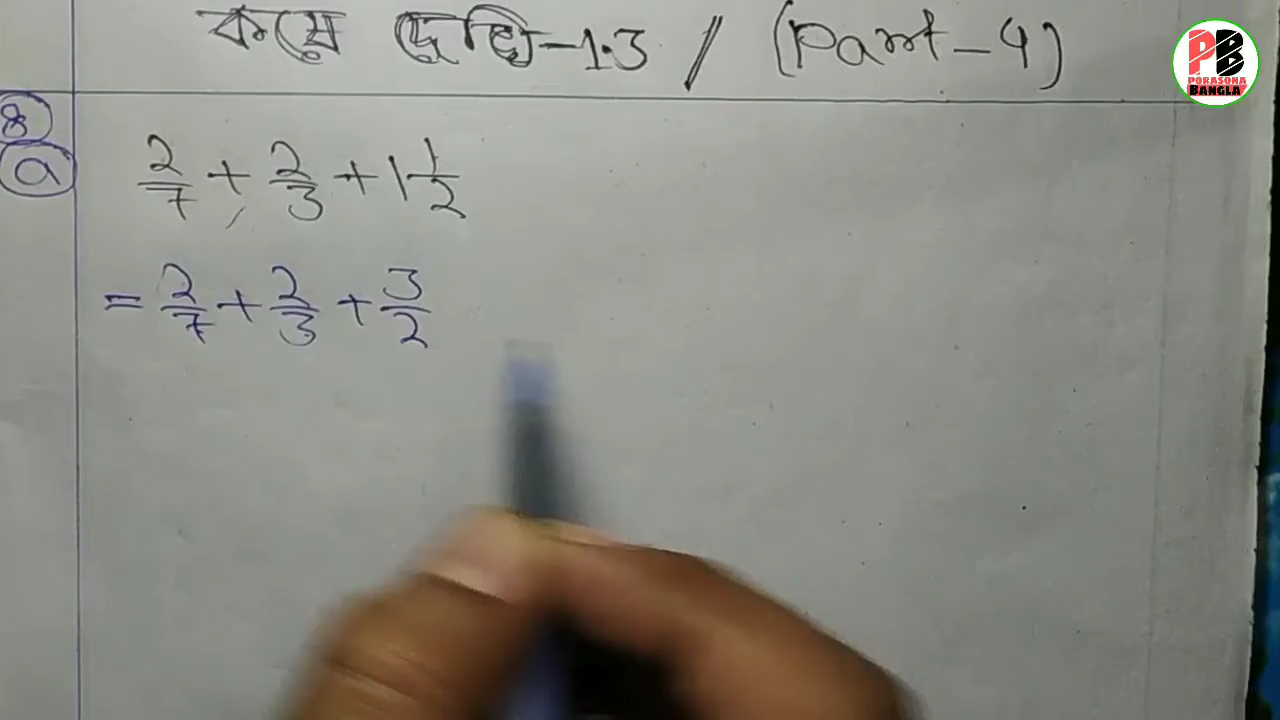 কষে দেখি-1.3 / (Part-4)
PB
PORASONA
BANGLA
8
a 2/7 + 2/3 + 1 1/2
= 2/7 + 2/3 + 3/2